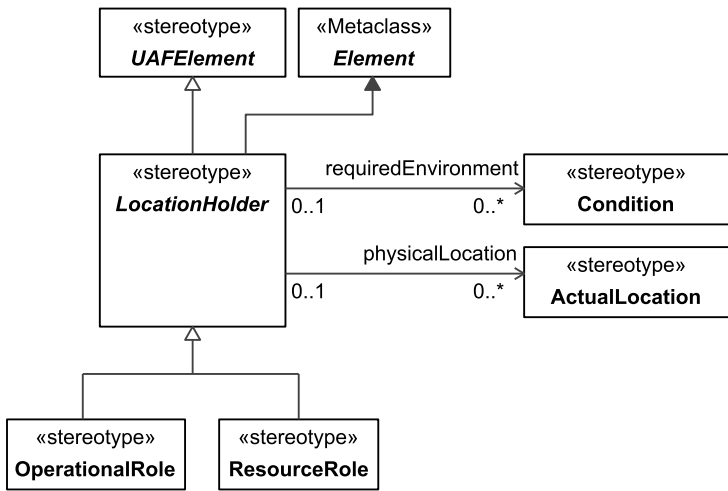 «stereotype»
UAFElement
«Metaclass»
Element
«stereotype»
LocationHolder
requiredEnvironment
0..1
0..*
«stereotype»
Condition
physicalLocation
0..1
0..*
«stereotype»
ActualLocation
«stereotype»
OperationalRole
«stereotype»
ResourceRole